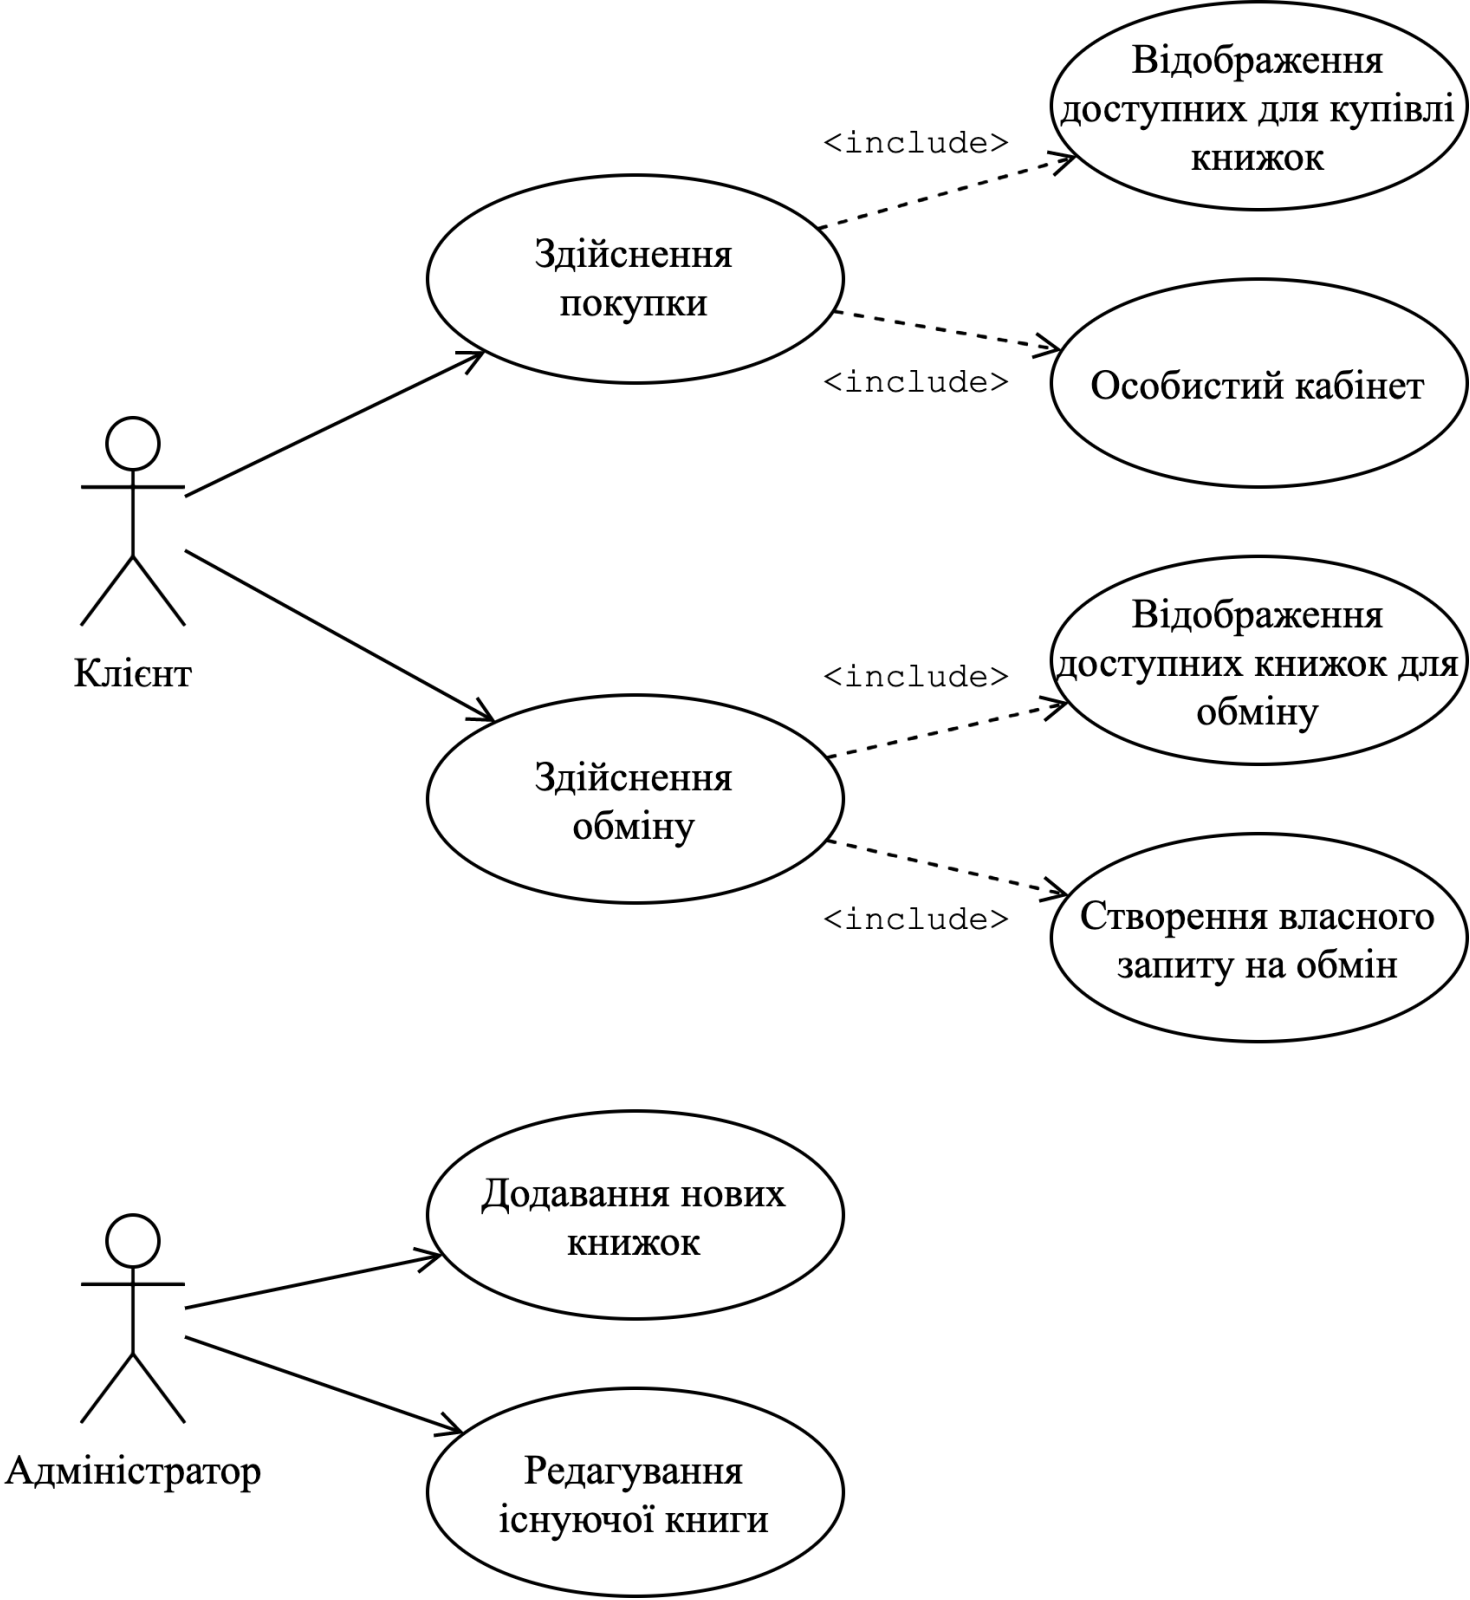 Відображення
доступних для купівлі
книжок
<include>
Здійснення
покупки
<include>
Особистий кабінет
Клієнт
Відображення
доступних книжок для
обміну
<include>
Здійснення
обміну
<include>
Створення власного
запиту на обмін
Додавання нових
книжок
Адміністратор
Редагування
існуючої книги